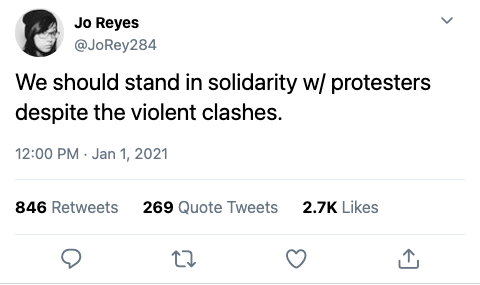 Jo Reyes
@JoRey284
We should stand in solidarity w/ protesters
despite the violent clashes.
12:00 PM · Jan 1, 2021
846 Retweets 269 Quote Tweets 2.7K Likes